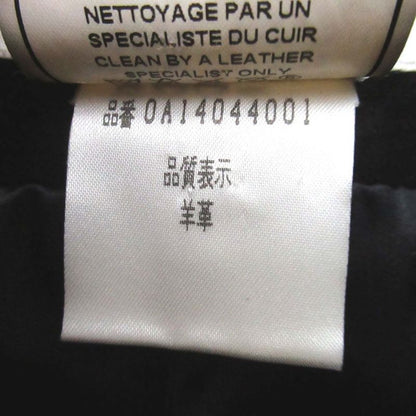 NETTOYAGE PAR UN
SPECIALISTE DU CUIR
CLEAN BY A LEATHER
SPECIALIST ONLY
品番 0A14044001
品質表示
羊革